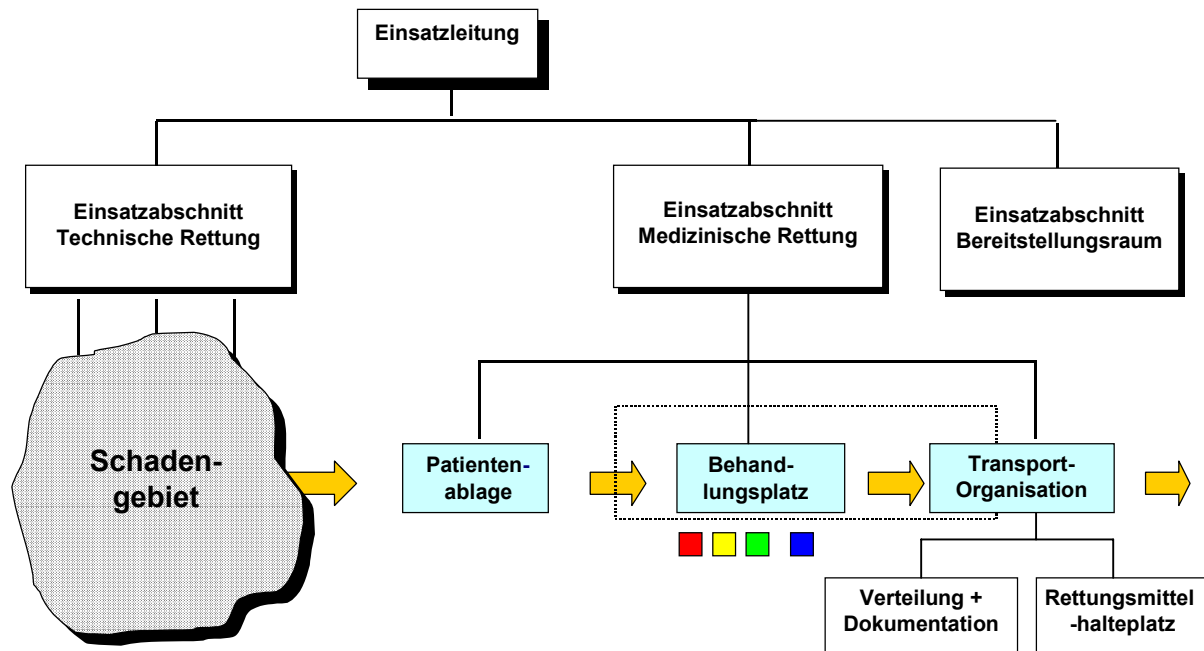 Einsatzleitung
Einsatzabschnitt
Technische Rettung
Einsatzabschnitt
Medizinische Rettung
Einsatzabschnitt
Bereitstellungsraum
Schaden-
gebiet
Patienten-
ablage
Behand-
lungsplatz
Transport-
Organisation
Verteilung +
Dokumentation
Rettungsmittel
-halteplatz